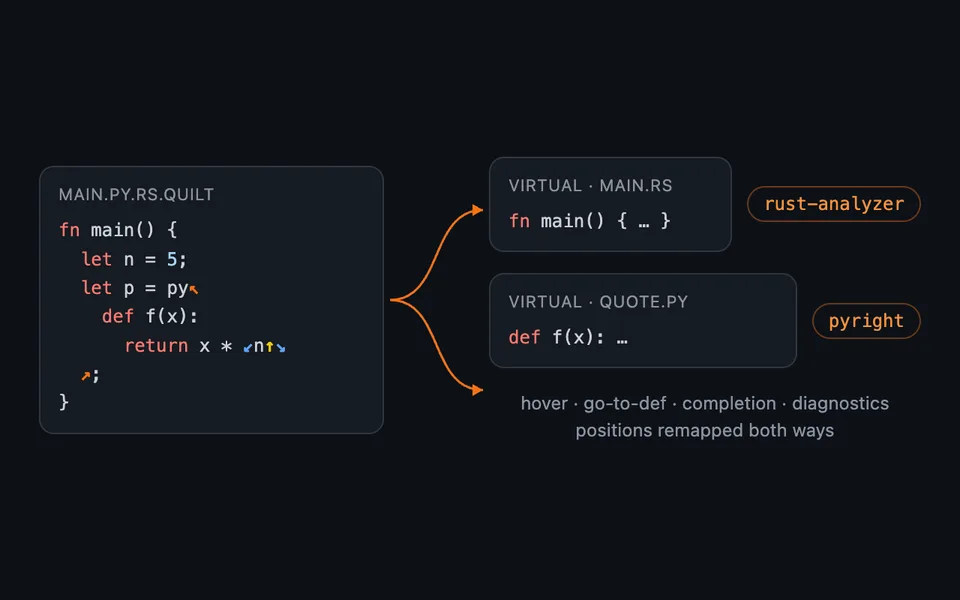 MAIN.PY.RS.QUILT
fn main() {
  let n = 5;
  let p = py↖
    def f(x):
      return x * ↙n↑↘
  ↗;
}
VIRTUAL · MAIN.RS
fn main() { … }
rust-analyzer
VIRTUAL · QUOTE.PY
def f(x): …
pyright
hover · go-to-def · completion · diagnostics
positions remapped both ways